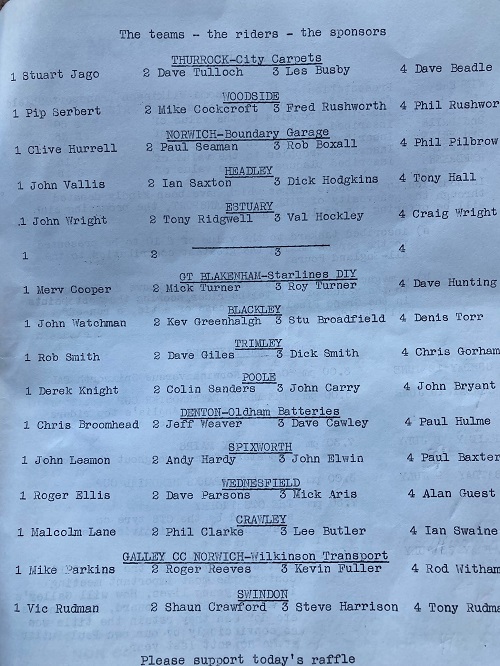 The teams - the riders - the sponsors
THURROCK-City Carpets
1 Stuart Jago 2 Dave Tulloch 3 Les Busby 4 Dave Beadle
WOODSIDE
1 Pip Serbert 2 Mike Cockcroft 3 Fred Rushworth 4 Phil Rushwor
NORWICH-Boundary Garage
1 Clive Hurrell 2 Paul Seaman 3 Rob Boxall 4 Phil Pilbrow
HEADLEY
1 John Vallis 2 Ian Saxton 3 Dick Hodgkins 4 Tony Hall
ESTUARY
1 John Wright 2 Tony Ridgwell 3 Val Hockley 4 Craig Wright
1 2 3 4
GT BLAKENHAM-Starlines DIY
1 Merv Cooper 2 Mick Turner 3 Roy Turner 4 Dave Hunting
BLACKLEY
1 John Watchman 2 Kev Greenhalgh 3 Stu Broadfield 4 Denis Torr
TRIMLEY
1 Rob Smith 2 Dave Giles 3 Dick Smith 4 Chris Gorham
POOLE
1 Derek Knight 2 Colin Sanders 3 John Carry 4 John Bryant
DENTON-Oldham Batteries
1 Chris Broomhead 2 Jeff Weaver 3 Dave Cawley 4 Paul Hulme
SPIXWORTH
1 John Leamon 2 Andy Hardy 3 John Elwin 4 Paul Baxter
WEDNESFIELD
1 Roger Ellis 2 Dave Parsons 3 Mick Aris 4 Alan Guest
CRAWLEY
1 Malcolm Lane 2 Phil Clarke 3 Lee Butler 4 Ian Swaine
GALLEY CC NORWICH-Wilkinson Transport
1 Mike Parkins 2 Roger Reeves 3 Kevin Fuller 4 Rod Witham
SWINDON
1 Vic Rudman 2 Shaun Crawford 3 Steve Harrison 4 Tony Rudma
Please support today's raffle